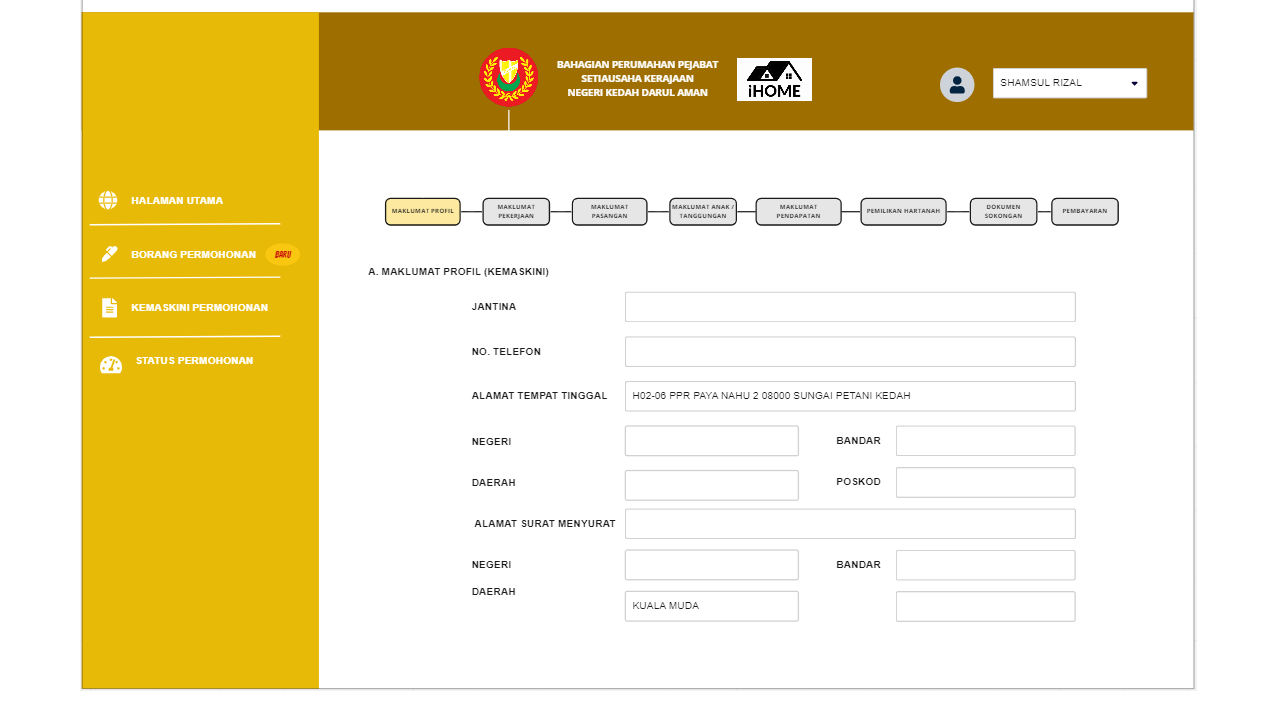 BAHAGIAN PERUMAHAN PEJABAT
SETIAUSAHA KERAJAAN
NEGERI KEDAH DARUL AMAN
iHOME
SHAMSUL RIZAL
HALAMAN UTAMA
BORANG PERMOHONAN
BARU
KEMASKINI PERMOHONAN
STATUS PERMOHONAN
MAKLUMAT PROFIL
MAKLUMAT
PEKERJAAN
MAKLUMAT
PASANGAN
MAKLUMAT ANAK /
TANGGUNGAN
MAKLUMAT
PENDAPATAN
PEMILIKAN HARTANAH
DOKUMEN
SOKONGAN
PEMBAYARAN
A. MAKLUMAT PROFIL (KEMASKINI)
JANTINA
NO. TELEFON
ALAMAT TEMPAT TINGGAL
H02-06 PPR PAYA NAHU 2 08000 SUNGAI PETANI KEDAH
NEGERI
BANDAR
DAERAH
POSKOD
ALAMAT SURAT MENYURAT
NEGERI
BANDAR
DAERAH
KUALA MUDA